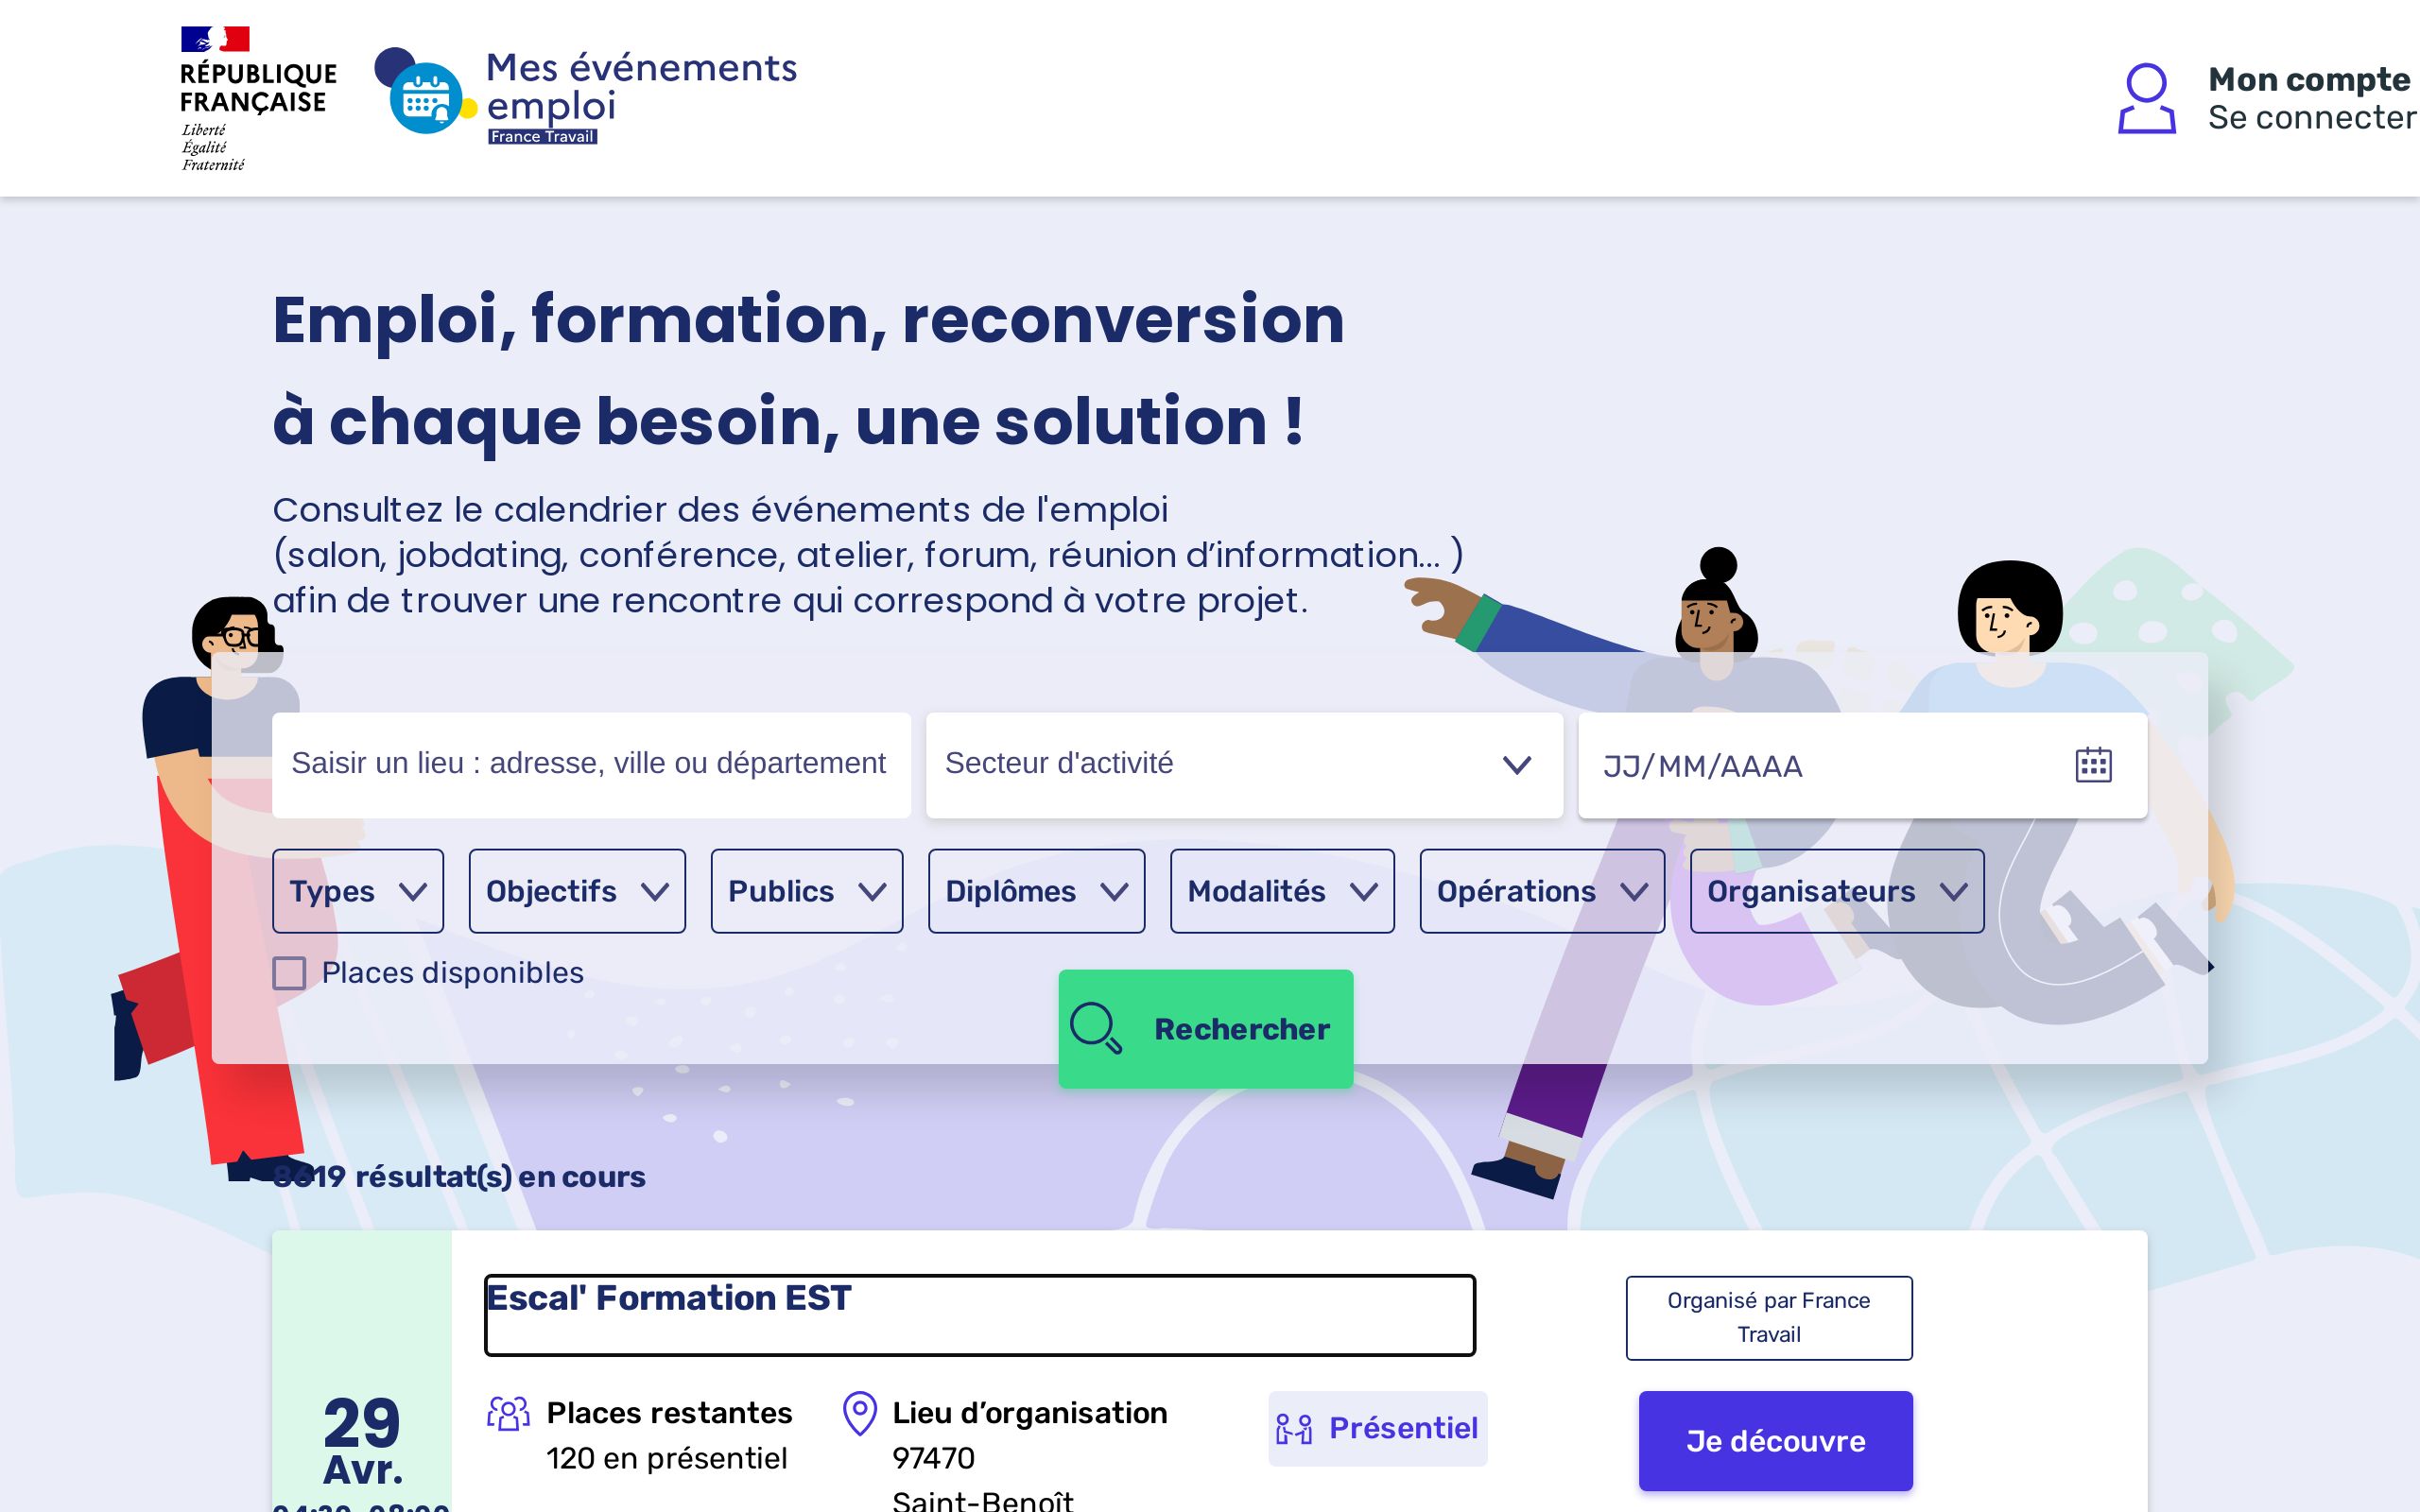 RÉPUBLIQUE
FRANÇAISE
Liberté
Égalité
Fraternité
Mes événements
emploi
France Travail
Mon compte
Se connecter
Emploi, formation, reconversion
à chaque besoin, une solution !
Consultez le calendrier des événements de l'emploi
(salon, jobdating, conférence, atelier, forum, réunion d’information... )
afin de trouver une rencontre qui correspond à votre projet.
Saisir un lieu : adresse, ville ou département
Secteur d'activité
JJ/MM/AAAA
Types
Objectifs
Publics
Diplômes
Modalités
Opérations
Organisateurs
Places disponibles
Rechercher
8619 résultat(s) en cours
Escal' Formation EST
Organisé par France
Travail
29
Avr.
Places restantes
120 en présentiel
Lieu d’organisation
97470
Saint-Benoît
Présentiel
Je découvre